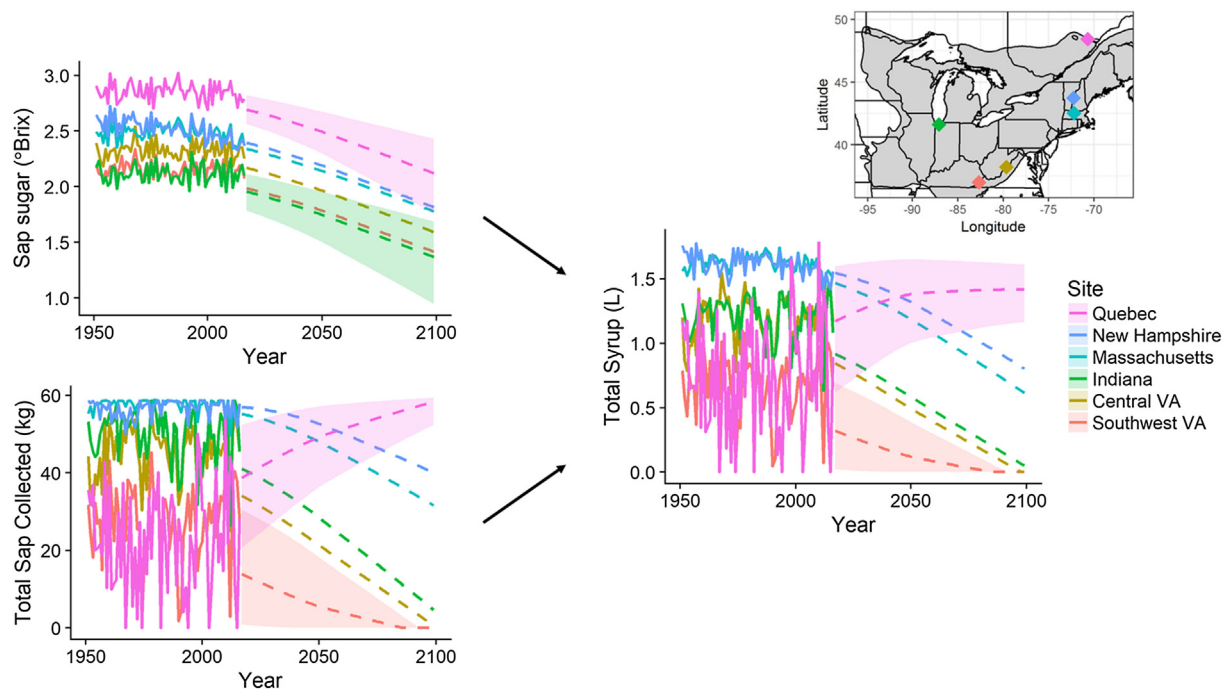 3.0
2.5
2.0
1.5
1.0
Sap sugar (°Brix)
1950 2000 2050 2100
Year
60
40
20
0
Total Sap Collected (kg)
1950 2000 2050 2100
Year
50
45
40
Latitude
-95 -90 -85 -80 -75 -70
Longitude
1.5
1.0
0.5
0.0
Total Syrup (L)
1950 2000 2050 2100
Year
Site
Quebec
New Hampshire
Massachusetts
Indiana
Central VA
Southwest VA